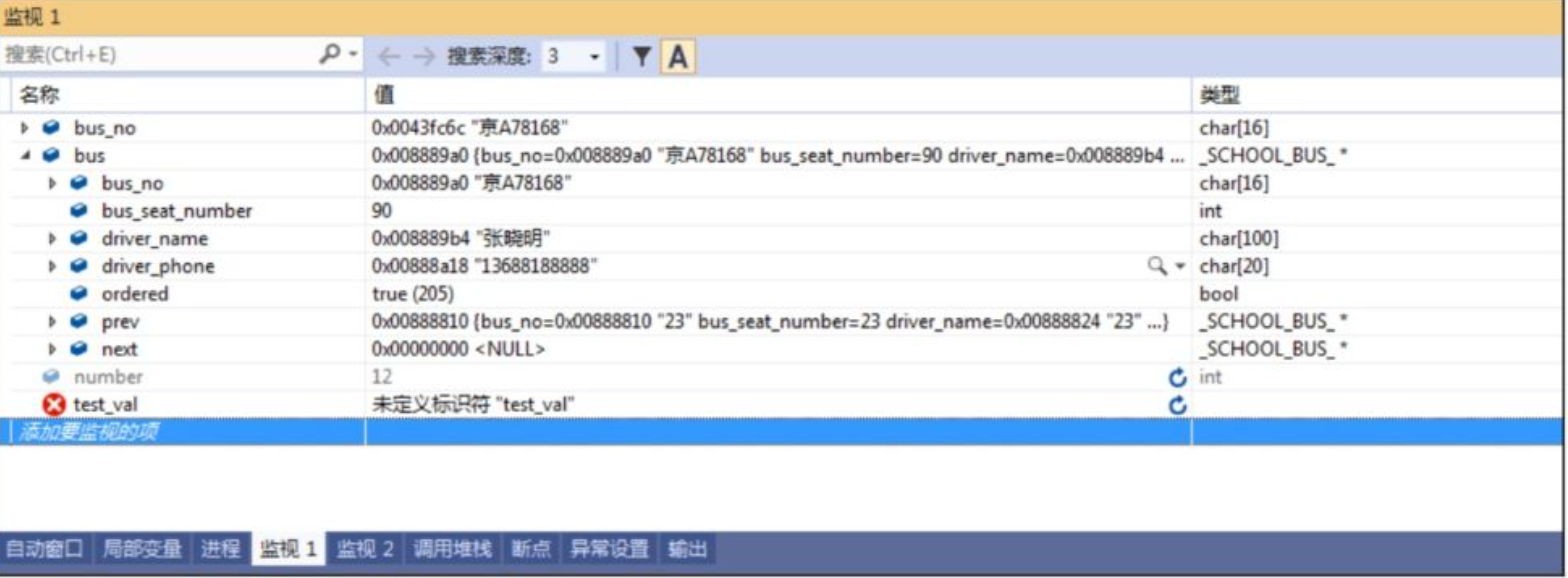 监视 1
搜索(Ctrl+E) 搜索深度: 3 A
名称 值 类型
bus_no 0x0043fc6c "京A78168" char[16]
bus 0x008889a0 {bus_no=0x008889a0 "京A78168" bus_seat_number=90 driver_name=0x008889b4 ... _SCHOOL_BUS_ *
bus_no 0x008889a0 "京A78168" char[16]
bus_seat_number 90 int
driver_name 0x008889b4 "张晓明" char[100]
driver_phone 0x00888a18 "13688188888" char[20]
ordered true (205) bool
prev 0x00888810 {bus_no=0x00888810 "23" bus_seat_number=23 driver_name=0x00888824 "23" ...} _SCHOOL_BUS_ *
next 0x00000000 <NULL> _SCHOOL_BUS_ *
number 12 int
test_val 未定义标识符 "test_val"
添加要监视的项
自动窗口 局部变量 进程 监视 1 监视 2 调用堆栈 断点 异常设置 输出